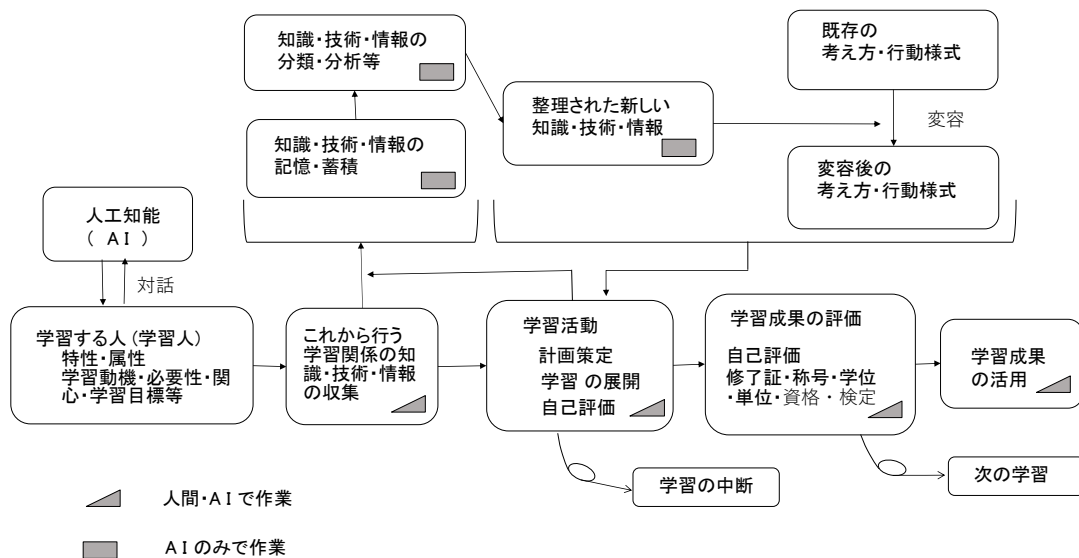 知識・技術・情報の
分類・分析等
知識・技術・情報の
記憶・蓄積
整理された新しい
知識・技術・情報
既存の
考え方・行動様式
変容
変容後の
考え方・行動様式
人工知能
( AI )
対話
学習する人(学習人)
特性・属性
学習動機・必要性・関
心・学習目標等
これから行う
学習関係の知
識・技術・情報
の収集
学習活動
計画策定
学習 の展開
自己評価
学習成果の評価
自己評価
修了証・称号・学位
・単位・資格・検定
学習成果
の活用
学習の中断
次の学習
人間・AIで作業
AIのみで作業